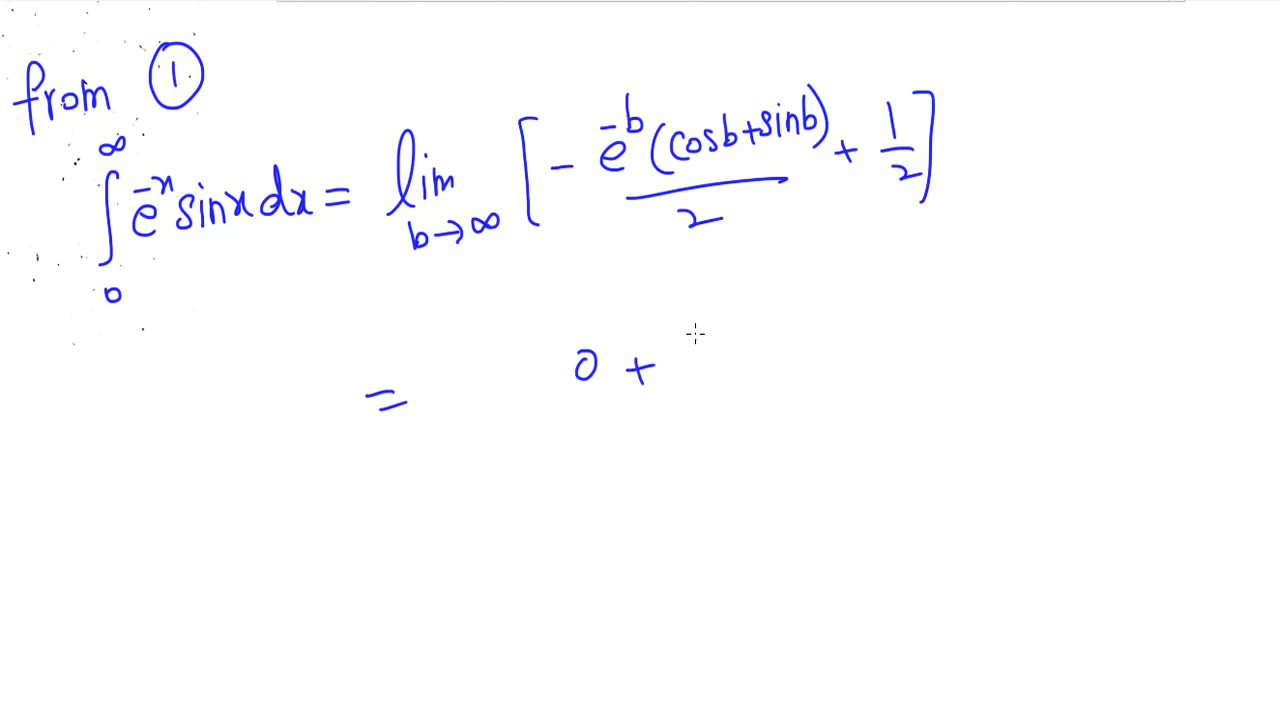 from ①
∫₀^∞ e^{-x} sinx dx = lim_{b→∞} [ - e^{-b}(cosb+sinb)/2 + 1/2 ]
= 0 +